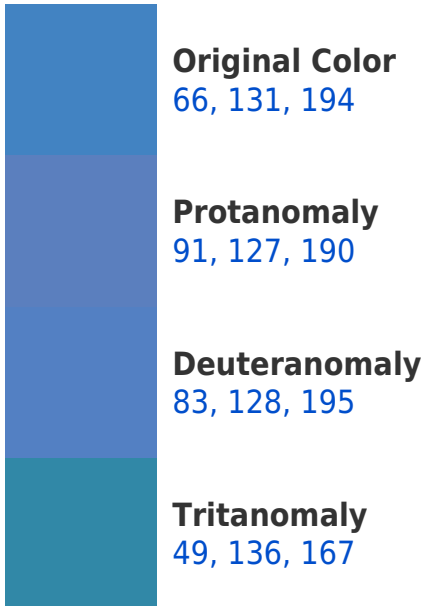 Original Color
66, 131, 194
Protanomaly
91, 127, 190
Deuteranomaly
83, 128, 195
Tritanomaly
49, 136, 167